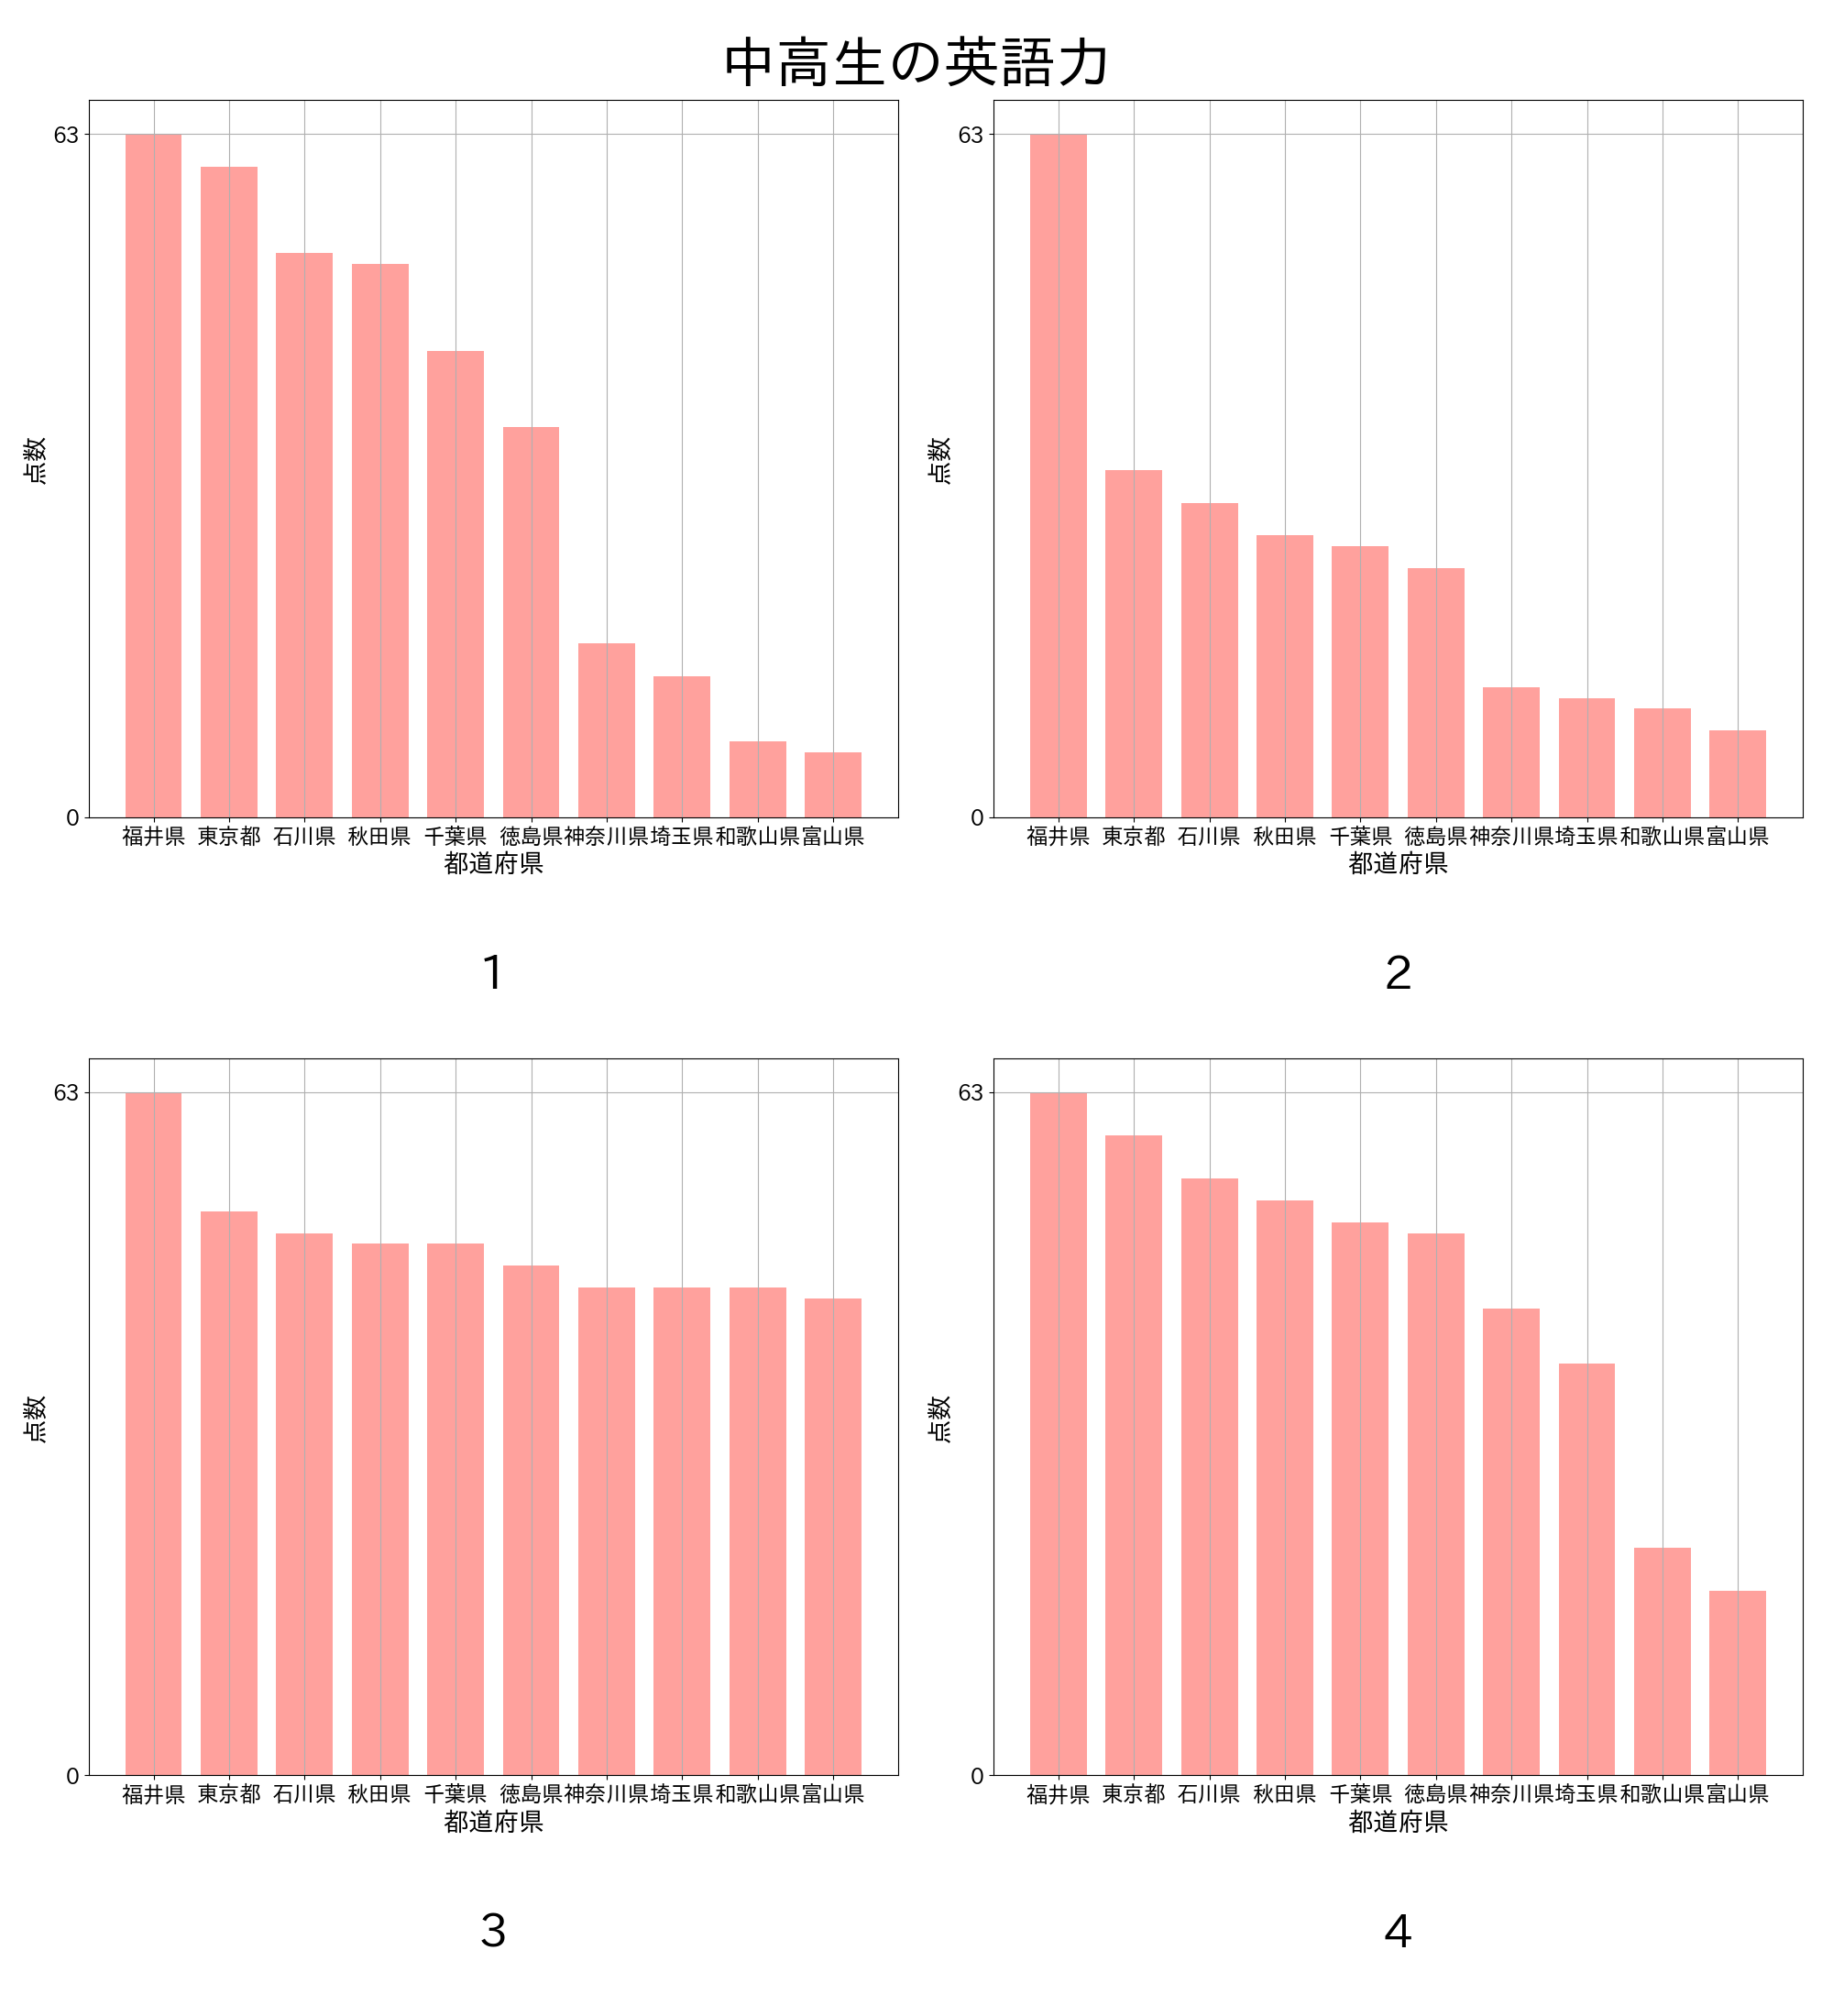 中高生の英語力
63
0
点数
福井県 東京都 石川県 秋田県 千葉県 徳島県 神奈川県 埼玉県 和歌山県 富山県
都道府県
1
63
0
点数
福井県 東京都 石川県 秋田県 千葉県 徳島県 神奈川県 埼玉県 和歌山県 富山県
都道府県
2
63
0
点数
福井県 東京都 石川県 秋田県 千葉県 徳島県 神奈川県 埼玉県 和歌山県 富山県
都道府県
3
63
0
点数
福井県 東京都 石川県 秋田県 千葉県 徳島県 神奈川県 埼玉県 和歌山県 富山県
都道府県
4